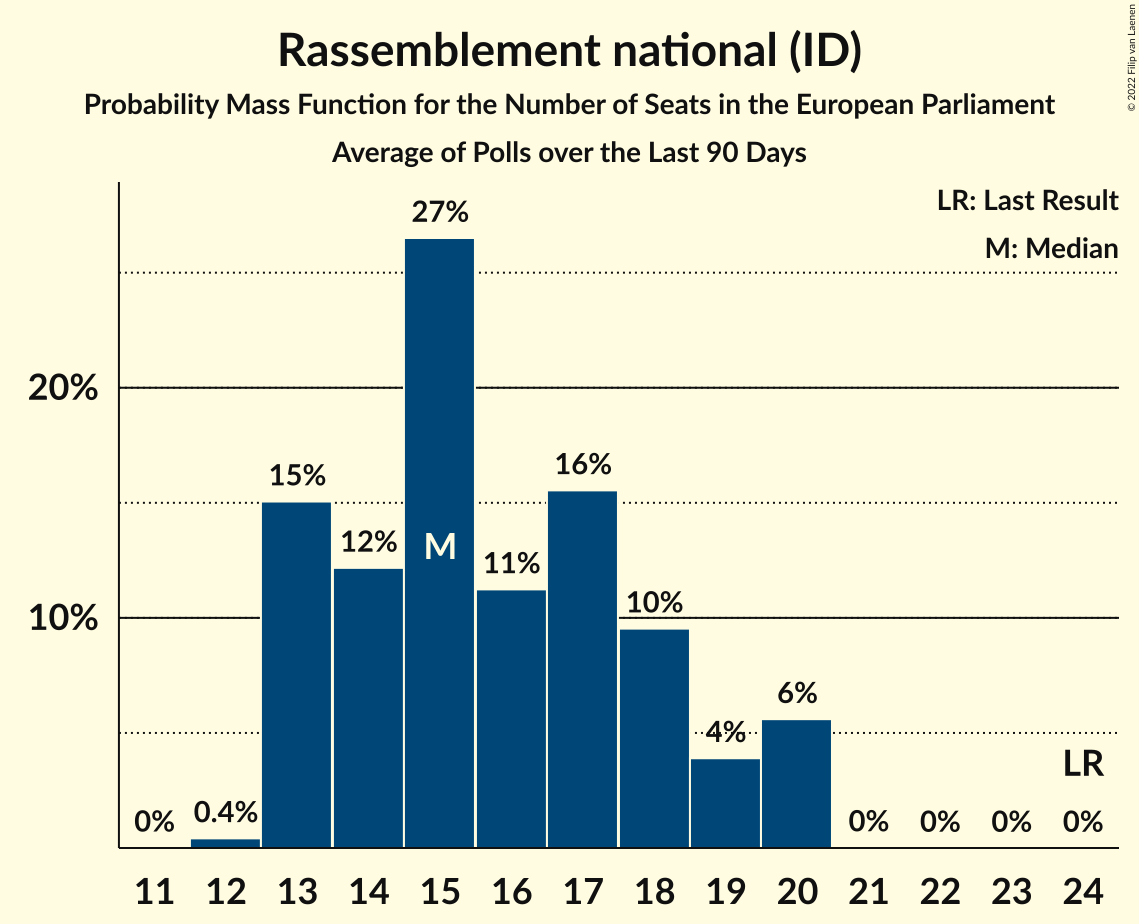 Rassemblement national (ID)
Probability Mass Function for the Number of Seats in the European Parliament
Average of Polls over the Last 90 Days
© 2022 Filip van Laenen
LR: Last Result
M: Median
27%
20%
16%
15%
12%
M
11%
10%
10%
6%
4%
LR
0%
0.4%
0%
0%
0%
0%
11 12 13 14 15 16 17 18 19 20 21 22 23 24